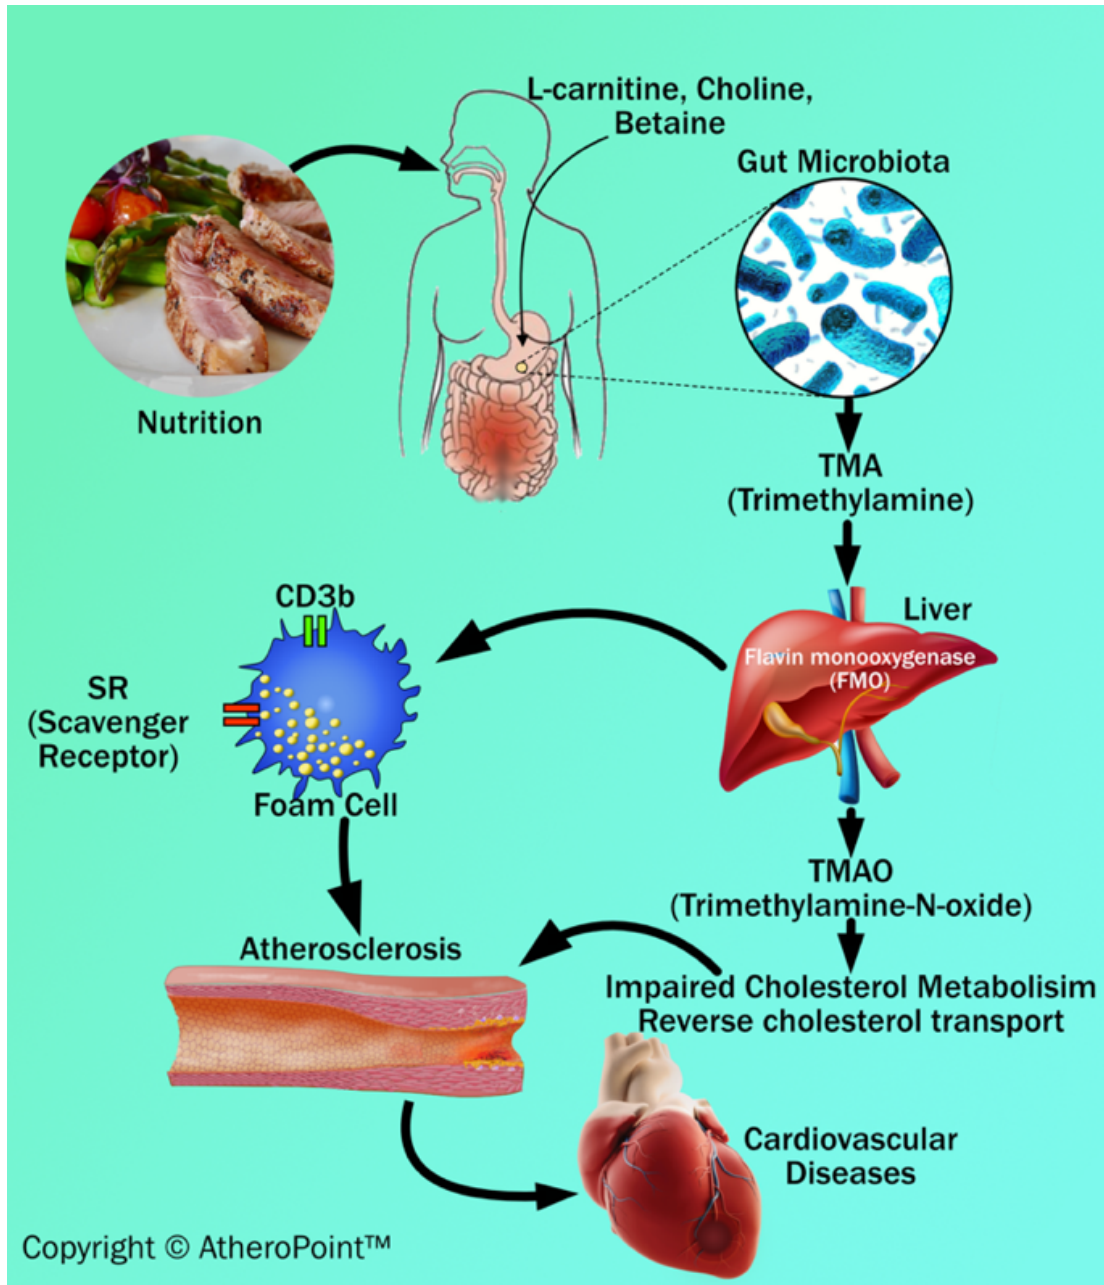 L-carnitine, Choline,
Betaine
Gut Microbiota
Nutrition
TMA
(Trimethylamine)
CD3b
Liver
Flavin monooxygenase
(FMO)
SR
(Scavenger
Receptor)
Foam Cell
TMAO
(Trimethylamine-N-oxide)
Atherosclerosis
Impaired Cholesterol Metabolisim
Reverse cholesterol transport
Cardiovascular
Diseases
Copyright © AtheroPoint™